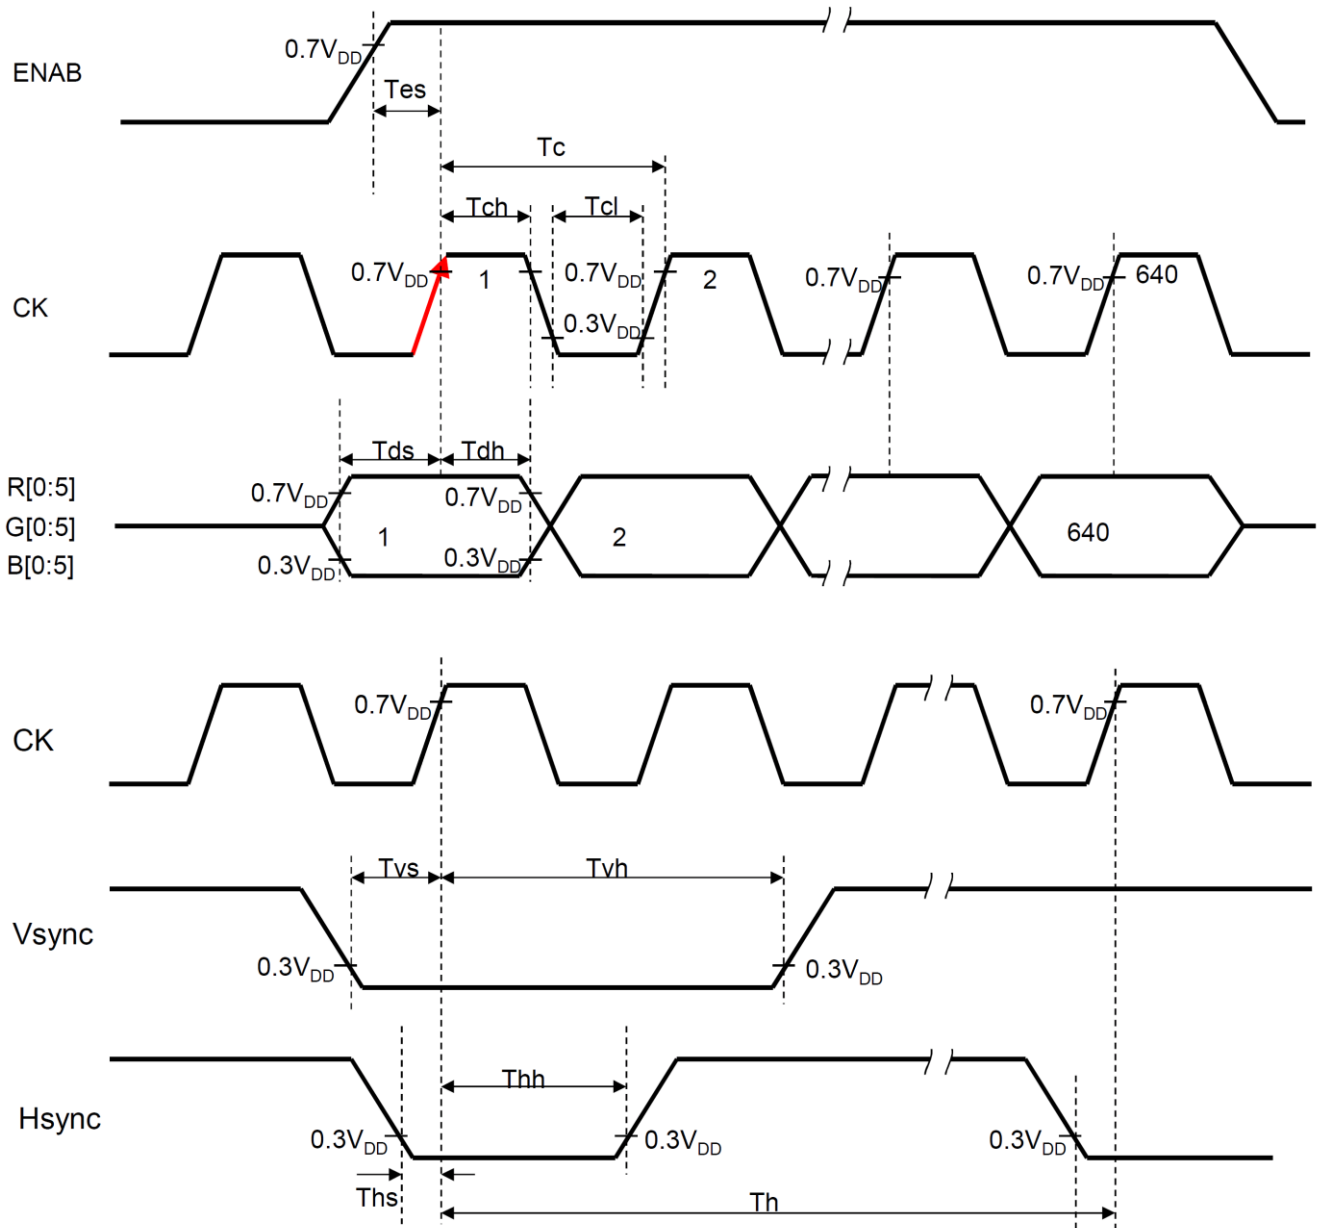 0.7VDD
ENAB
Tes
Tc
Tch
Tcl
0.7VDD
1
0.7VDD
2
0.7VDD
0.7VDD
640
CK
0.3VDD
Tds
Tdh
R[0:5]
0.7VDD
0.7VDD
G[0:5]
1
2
640
B[0:5]
0.3VDD
0.3VDD
0.7VDD
0.7VDD
CK
Tvs
Tvh
Vsync
0.3VDD
0.3VDD
Thh
Hsync
0.3VDD
0.3VDD
0.3VDD
Ths
Th